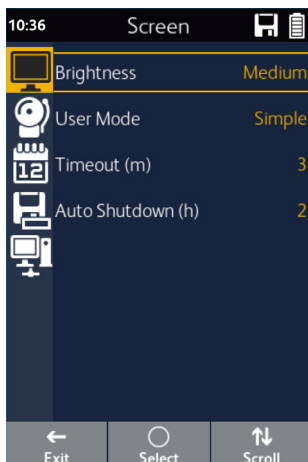 10:36 Screen
Brightness Medium
User Mode Simple
12 Timeout (m) 3
Auto Shutdown (h) 2
Exit Select Scroll